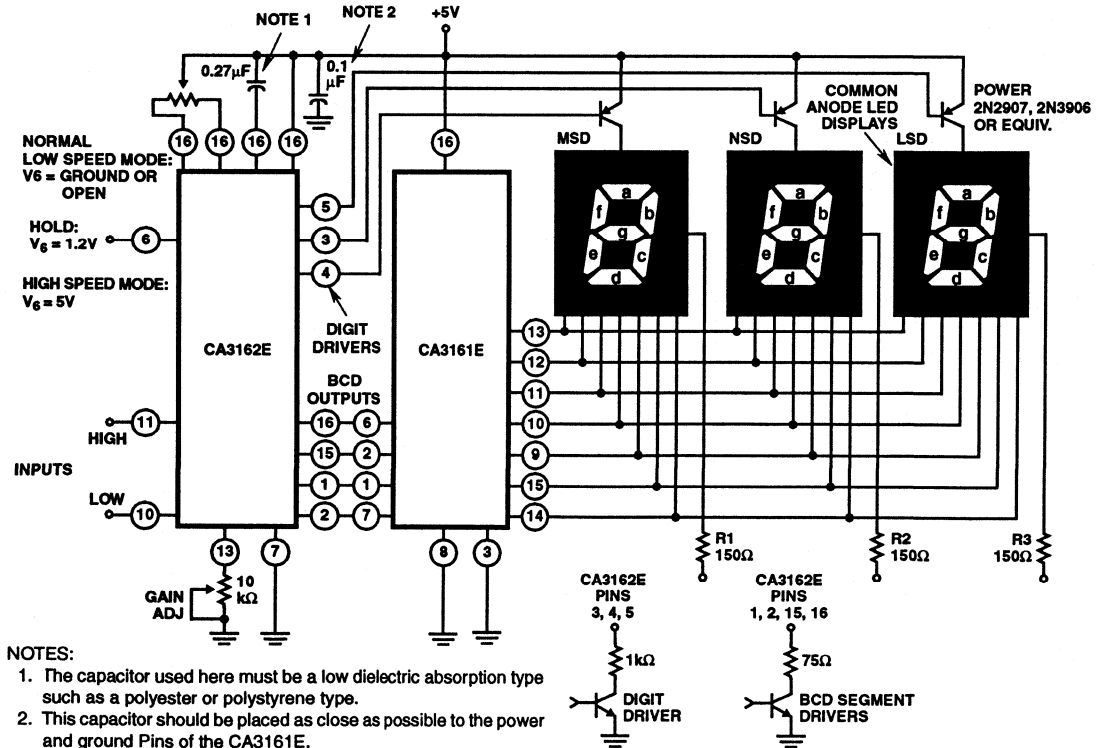 NOTE 1
NOTE 2
+5V
0.27µF
0.1
µF
POWER
2N2907, 2N3906
OR EQUIV.
COMMON
ANODE LED
DISPLAYS
NORMAL
LOW SPEED MODE:
V6 = GROUND OR
OPEN
16
16
16
16
16
MSD
NSD
LSD
HOLD:
V6 = 1.2V
6
5
3
4
HIGH SPEED MODE:
V6 = 5V
DIGIT
DRIVERS
CA3162E
CA3161E
a
f
b
g
e
c
d
a
f
b
g
e
c
d
a
f
b
g
e
c
d
13
12
11
10
9
15
14
BCD
OUTPUTS
16
6
15
2
1
1
2
7
11
HIGH
INPUTS
LOW
10
13
7
8
3
GAIN
ADJ
10
kΩ
R1
150Ω
R2
150Ω
R3
150Ω
CA3162E
PINS
3, 4, 5
1kΩ
DIGIT
DRIVER
CA3162E
PINS
1, 2, 15, 16
75Ω
BCD SEGMENT
DRIVERS
NOTES:
1. The capacitor used here must be a low dielectric absorption type
such as a polyester or polystyrene type.
2. This capacitor should be placed as close as possible to the power
and ground Pins of the CA3161E.